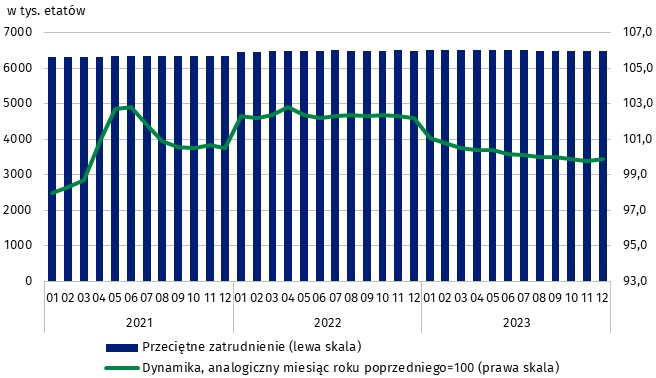 w tys. etatów
7000 107,0
6000 105,0
5000 103,0
4000 101,0
3000 99,0
2000 97,0
1000 95,0
0 93,0
01 02 03 04 05 06 07 08 09 10 11 12 01 02 03 04 05 06 07 08 09 10 11 12 01 02 03 04 05 06 07 08 09 10 11 12
2021 2022 2023
Przeciętne zatrudnienie (lewa skala)
Dynamika, analogiczny miesiąc roku poprzedniego=100 (prawa skala)